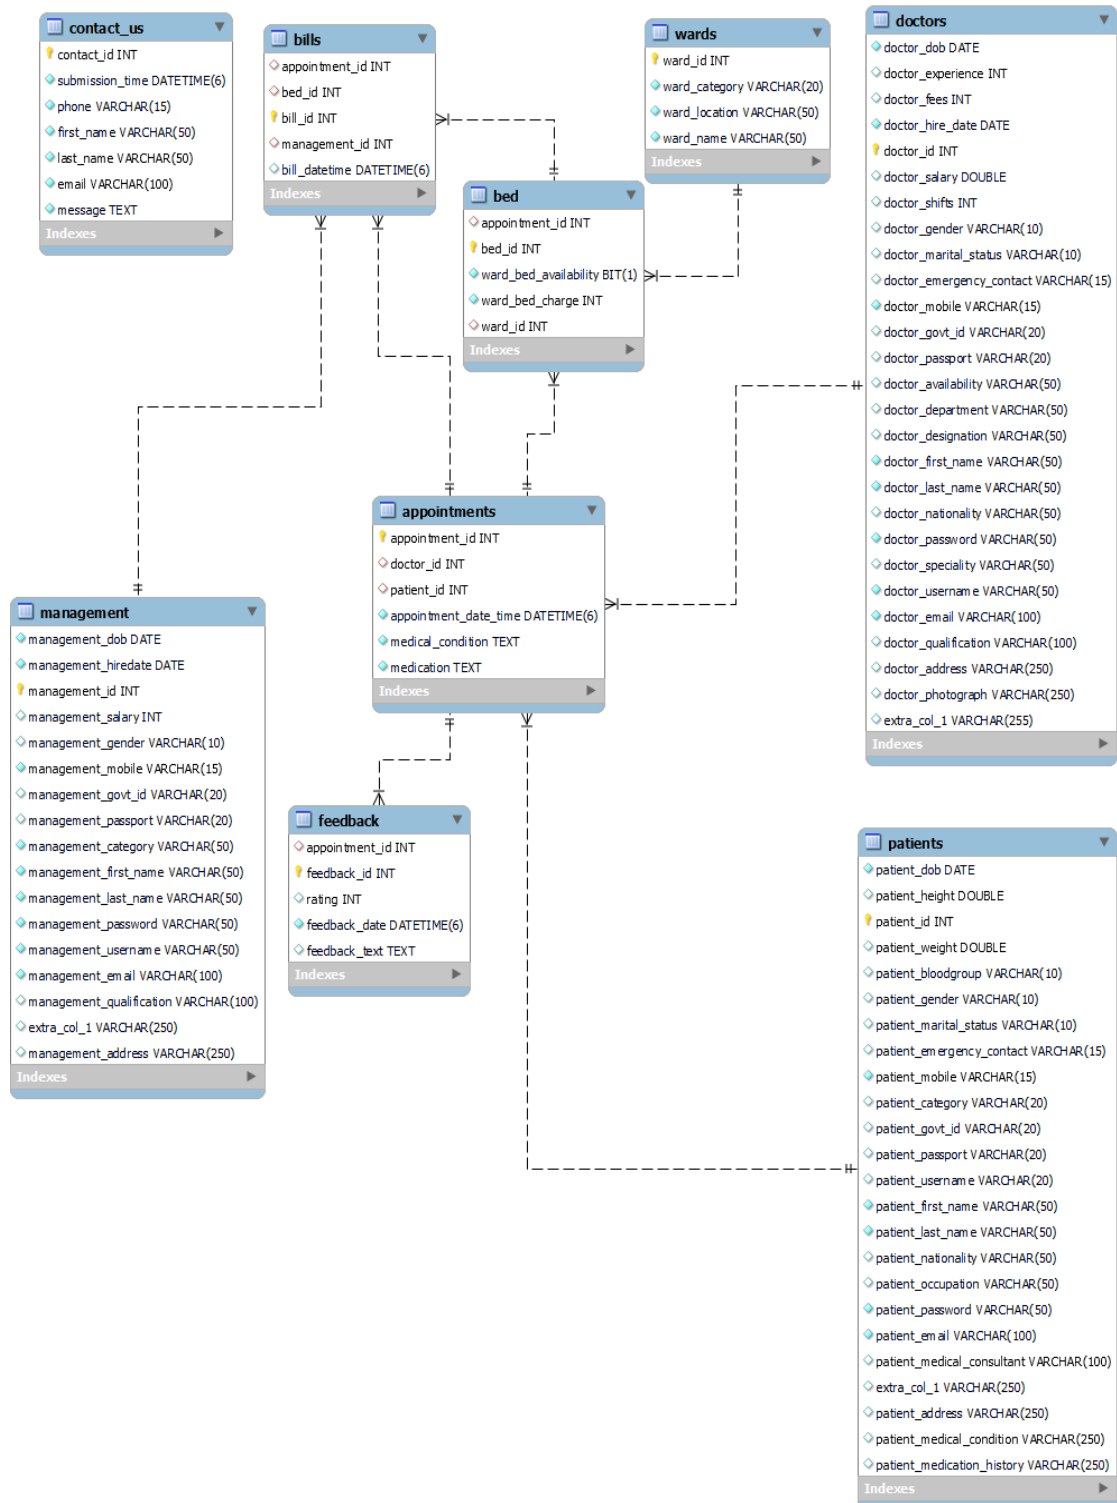 contact_us
contact_id INT
submission_time DATETIME(6)
phone VARCHAR(15)
first_name VARCHAR(50)
last_name VARCHAR(50)
email VARCHAR(100)
message TEXT
Indexes
bills
appointment_id INT
bed_id INT
bill_id INT
management_id INT
bill_datetime DATETIME(6)
Indexes
wards
ward_id INT
ward_category VARCHAR(20)
ward_location VARCHAR(50)
ward_name VARCHAR(50)
Indexes
bed
appointment_id INT
bed_id INT
ward_bed_availability BIT(1)
ward_bed_charge INT
ward_id INT
Indexes
doctors
doctor_dob DATE
doctor_experience INT
doctor_fees INT
doctor_hire_date DATE
doctor_id INT
doctor_salary DOUBLE
doctor_shifts INT
doctor_gender VARCHAR(10)
doctor_marital_status VARCHAR(10)
doctor_emergency_contact VARCHAR(15)
doctor_mobile VARCHAR(15)
doctor_govt_id VARCHAR(20)
doctor_passport VARCHAR(20)
doctor_availability VARCHAR(50)
doctor_department VARCHAR(50)
doctor_designation VARCHAR(50)
doctor_first_name VARCHAR(50)
doctor_last_name VARCHAR(50)
doctor_nationality VARCHAR(50)
doctor_password VARCHAR(50)
doctor_speciality VARCHAR(50)
doctor_username VARCHAR(50)
doctor_email VARCHAR(100)
doctor_qualification VARCHAR(100)
doctor_address VARCHAR(250)
doctor_photograph VARCHAR(250)
extra_col_1 VARCHAR(255)
Indexes
appointments
appointment_id INT
doctor_id INT
patient_id INT
appointment_date_time DATETIME(6)
medical_condition TEXT
medication TEXT
Indexes
management
management_dob DATE
management_hiredate DATE
management_id INT
management_salary INT
management_gender VARCHAR(10)
management_mobile VARCHAR(15)
management_govt_id VARCHAR(20)
management_passport VARCHAR(20)
management_category VARCHAR(50)
management_first_name VARCHAR(50)
management_last_name VARCHAR(50)
management_password VARCHAR(50)
management_username VARCHAR(50)
management_email VARCHAR(100)
management_qualification VARCHAR(100)
extra_col_1 VARCHAR(250)
management_address VARCHAR(250)
Indexes
feedback
appointment_id INT
feedback_id INT
rating INT
feedback_date DATETIME(6)
feedback_text TEXT
Indexes
patients
patient_dob DATE
patient_height DOUBLE
patient_id INT
patient_weight DOUBLE
patient_bloodgroup VARCHAR(10)
patient_gender VARCHAR(10)
patient_marital_status VARCHAR(10)
patient_emergency_contact VARCHAR(15)
patient_mobile VARCHAR(15)
patient_category VARCHAR(20)
patient_govt_id VARCHAR(20)
patient_passport VARCHAR(20)
patient_username VARCHAR(20)
patient_first_name VARCHAR(50)
patient_last_name VARCHAR(50)
patient_nationality VARCHAR(50)
patient_occupation VARCHAR(50)
patient_password VARCHAR(50)
patient_email VARCHAR(100)
patient_medical_consultant VARCHAR(100)
extra_col_1 VARCHAR(250)
patient_address VARCHAR(250)
patient_medical_condition VARCHAR(250)
patient_medication_history VARCHAR(250)
Indexes